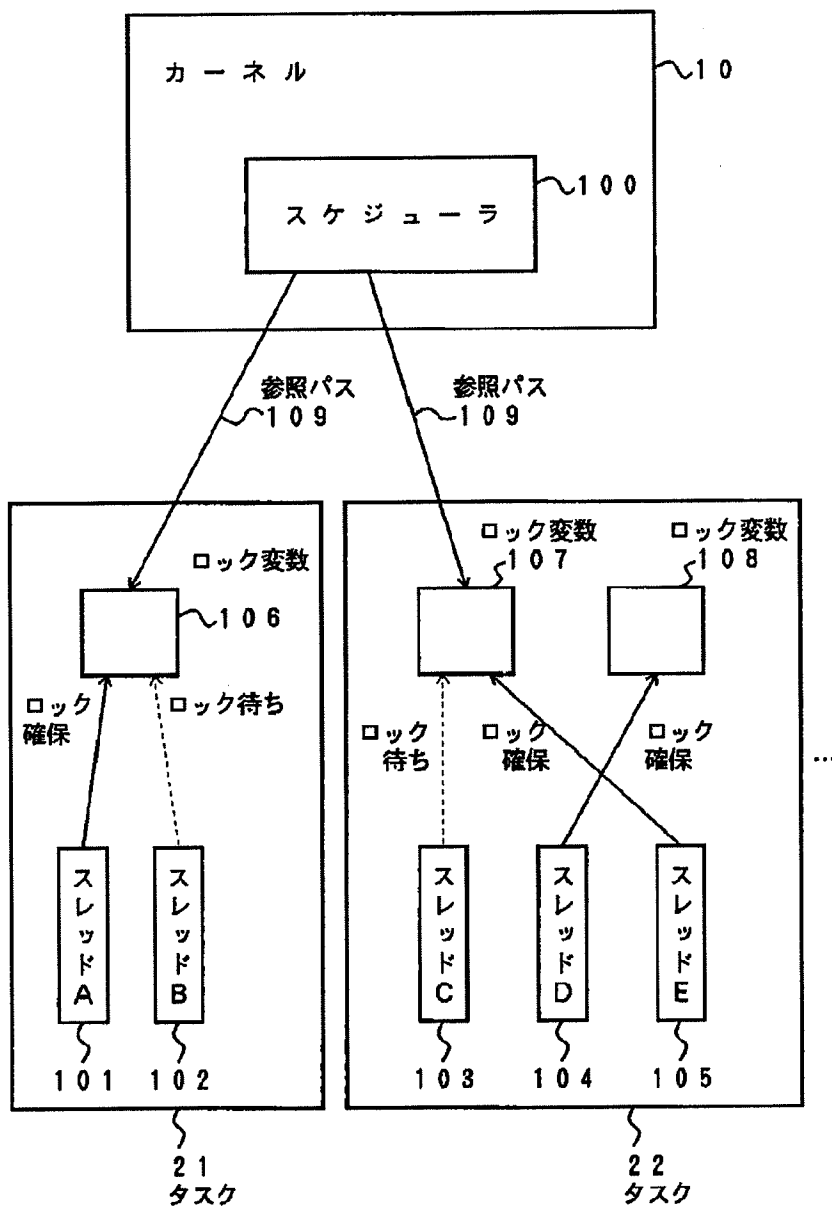 カーネル
10
スケジューラ
100
参照パス
109
参照パス
109
ロック変数
106
ロック変数
107
ロック変数
108
ロック
確保
ロック待ち
ロック
待ち
ロック
確保
ロック
確保
…
スレッドA
スレッドB
スレッドC
スレッドD
スレッドE
101
102
103
104
105
21
タスク
22
タスク